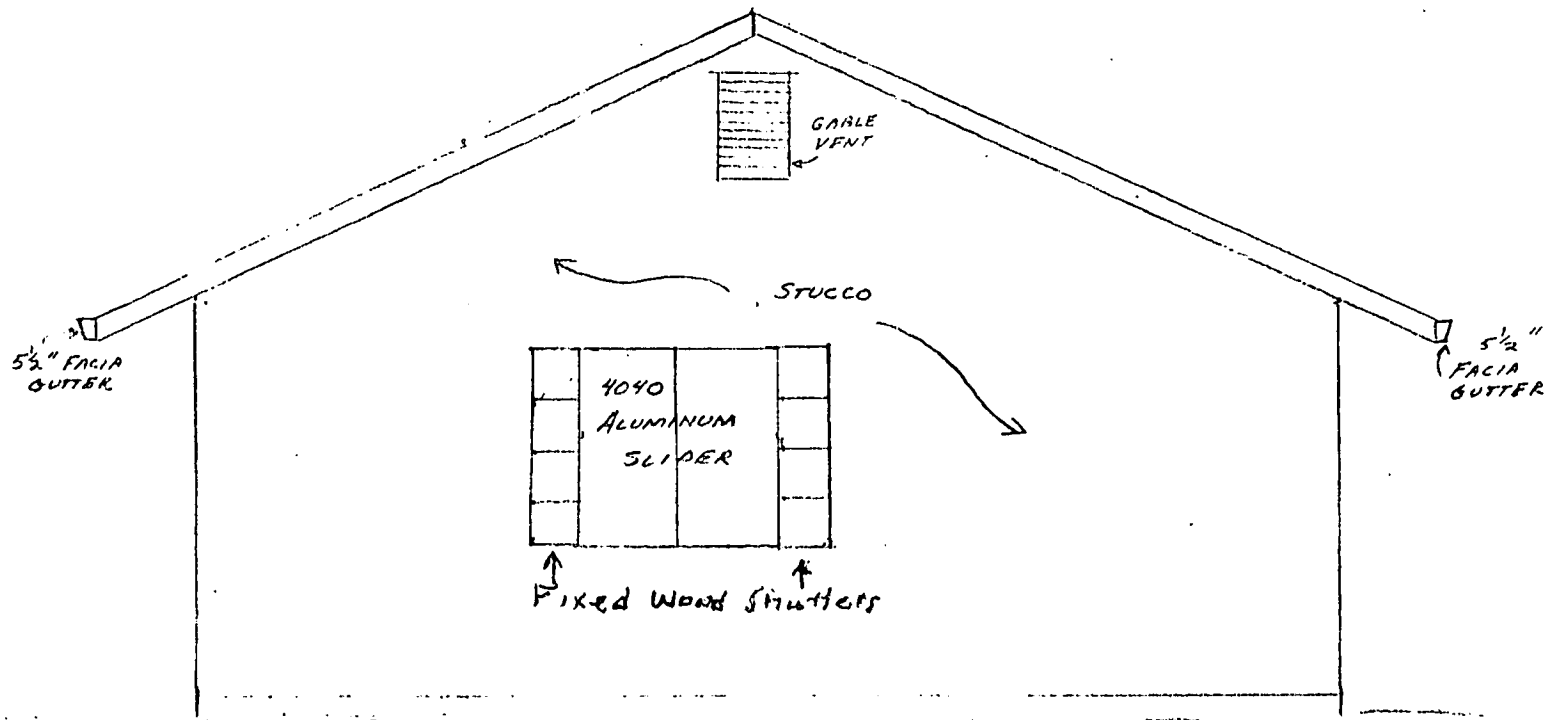 GABLE
VENT
STUCCO
5½" FACIA
GUTTER
5½"
FACIA
GUTTER
4040
ALUMINUM
SLIDER
Fixed Wood Shutters